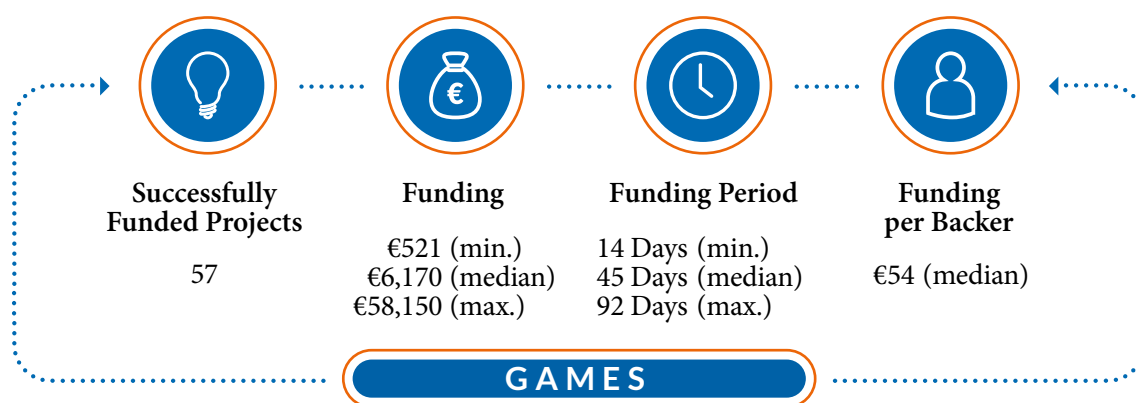 €
Successfully
Funded Projects
57
Funding
€521 (min.)
€6,170 (median)
€58,150 (max.)
Funding Period
14 Days (min.)
45 Days (median)
92 Days (max.)
Funding
per Backer
€54 (median)
GAMES